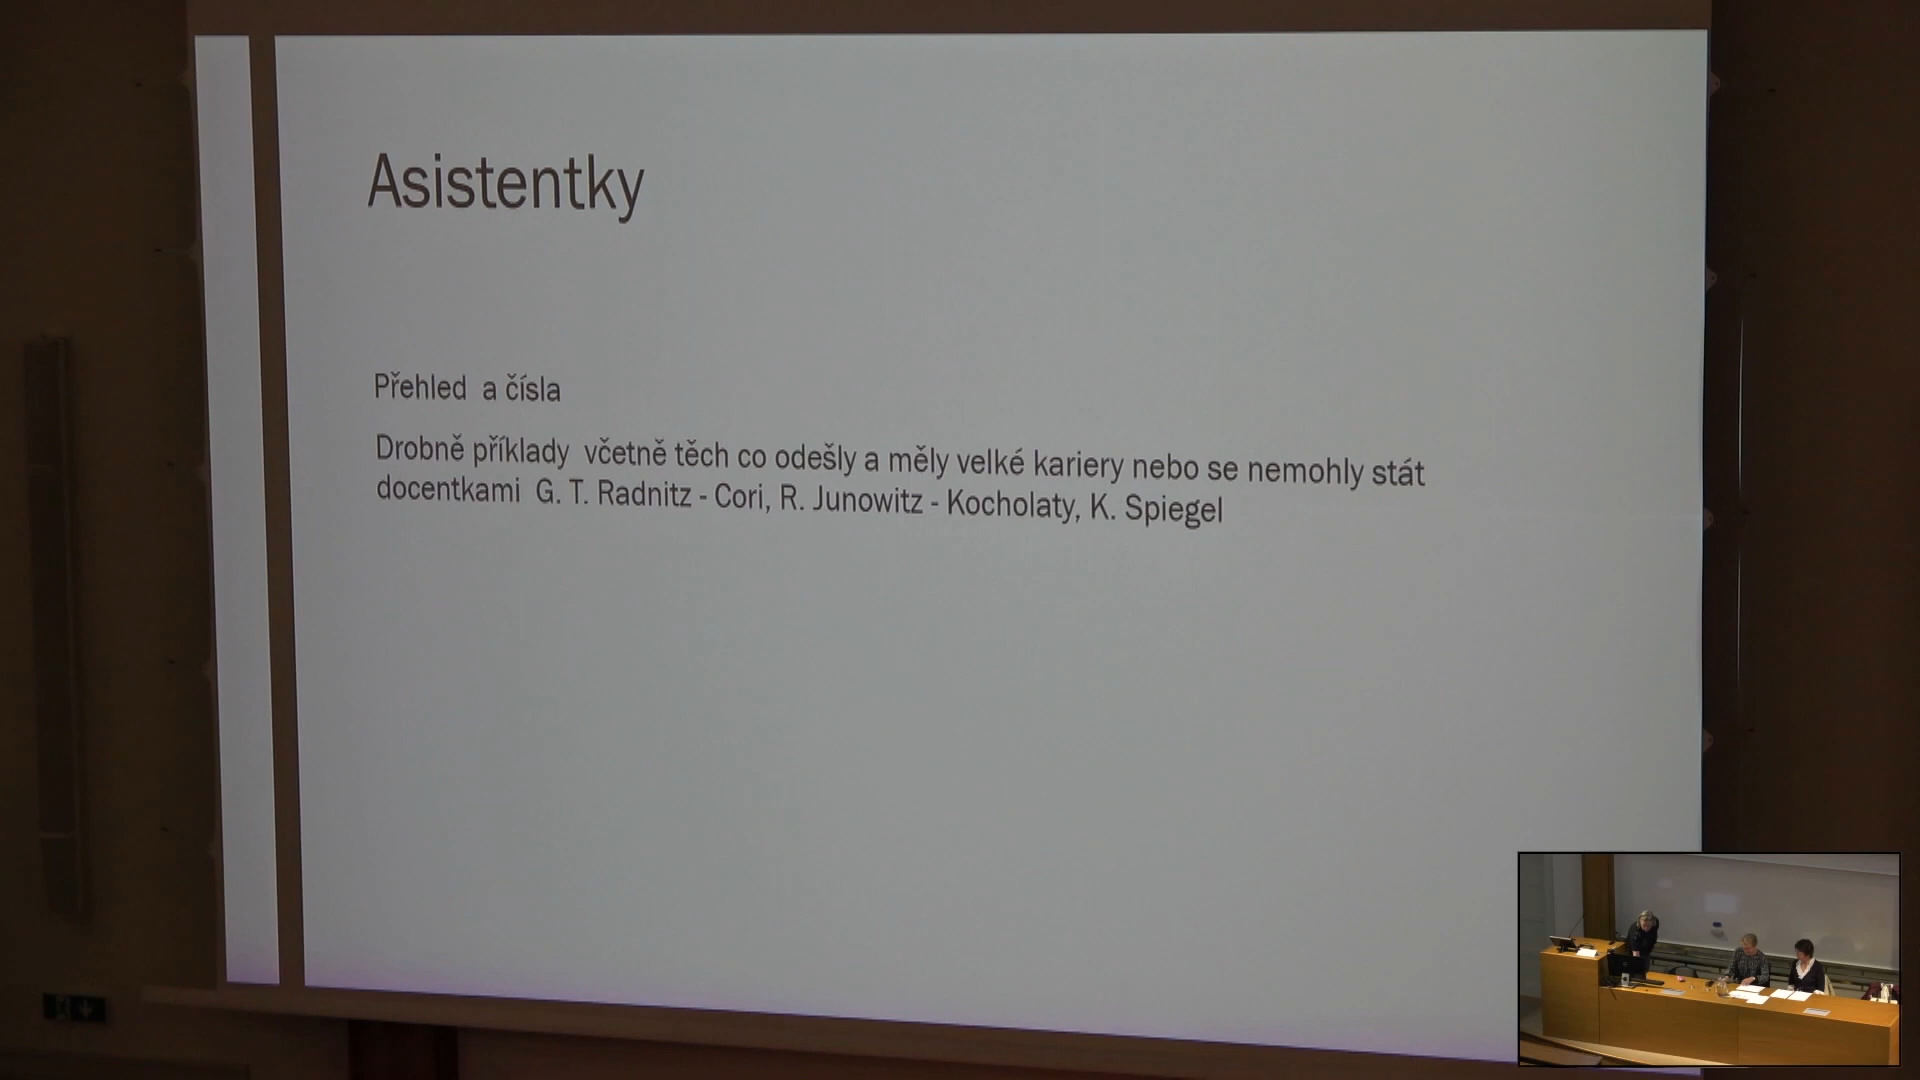 Asistentky
Přehled a čísla
Drobně příklady včetně těch co odešly a měly velké kariery nebo se nemohly stát
docentkami G. T. Radnitz - Cori, R. Junowitz - Kocholaty, K. Spiegel